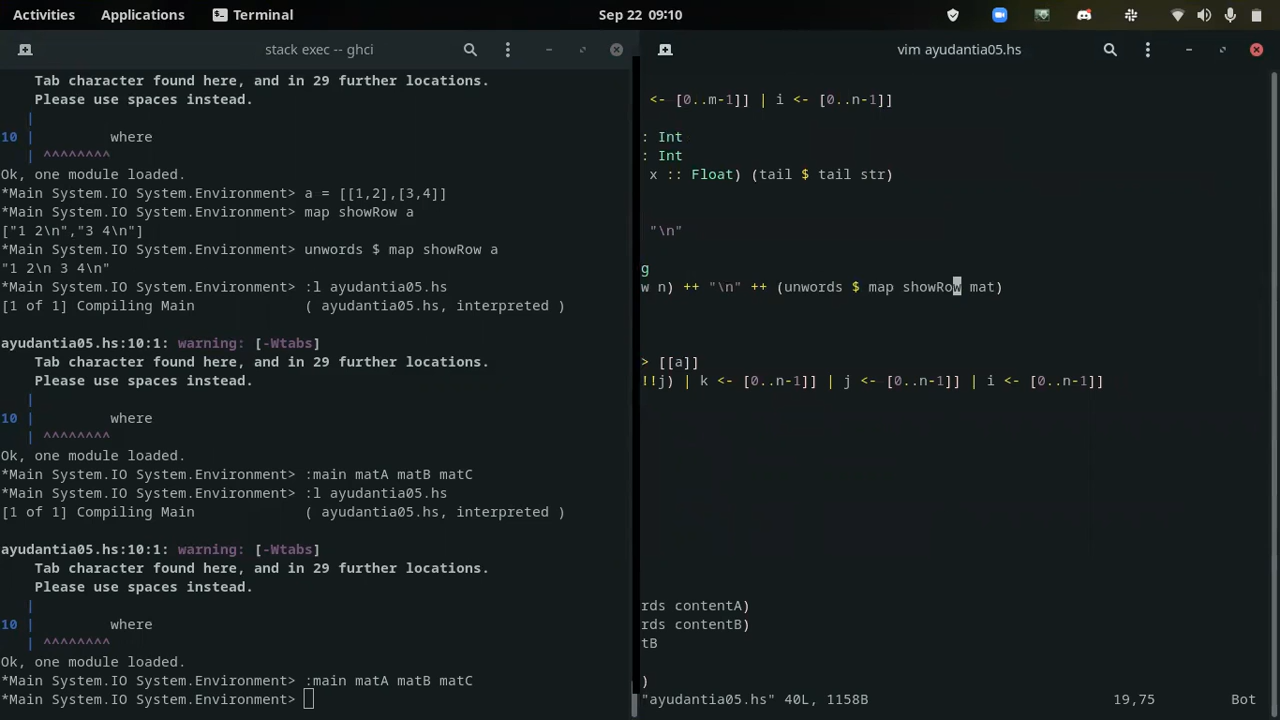 Activities Applications Terminal Sep 22 09:10
stack exec -- ghci
Tab character found here, and in 29 further locations.
Please use spaces instead.
|
10 | where
| ^^^^^^^^
Ok, one module loaded.
*Main System.IO System.Environment> a = [[1,2],[3,4]]
*Main System.IO System.Environment> map showRow a
["1 2\n","3 4\n"]
*Main System.IO System.Environment> unwords $ map showRow a
"1 2\n 3 4\n"
*Main System.IO System.Environment> :l ayudantia05.hs
[1 of 1] Compiling Main ( ayudantia05.hs, interpreted )
ayudantia05.hs:10:1: warning: [-Wtabs]
Tab character found here, and in 29 further locations.
Please use spaces instead.
|
10 | where
| ^^^^^^^^
Ok, one module loaded.
*Main System.IO System.Environment> :main matA matB matC
*Main System.IO System.Environment> :l ayudantia05.hs
[1 of 1] Compiling Main ( ayudantia05.hs, interpreted )
ayudantia05.hs:10:1: warning: [-Wtabs]
Tab character found here, and in 29 further locations.
Please use spaces instead.
|
10 | where
| ^^^^^^^^
Ok, one module loaded.
*Main System.IO System.Environment> :main matA matB matC
*Main System.IO System.Environment>
vim ayudantia05.hs
<- [0..m-1]] | i <- [0..n-1]]
: Int
: Int
x :: Float) (tail $ tail str)
"\n"
g
w n) ++ "\n" ++ (unwords $ map showRow mat)
> [[a]]
!!j) | k <- [0..n-1]] | j <- [0..n-1]] | i <- [0..n-1]]
rds contentA)
rds contentB)
tB
)
"ayudantia05.hs" 40L, 1158B 19,75 Bot